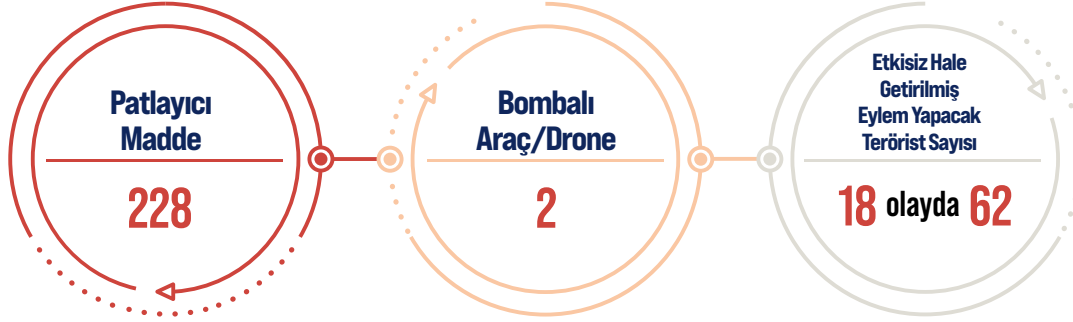 Patlayıcı
Madde
228
Bombalı
Araç/Drone
2
Etkisiz Hale
Getirilmiş
Eylem Yapacak
Terörist Sayısı
18 olayda 62